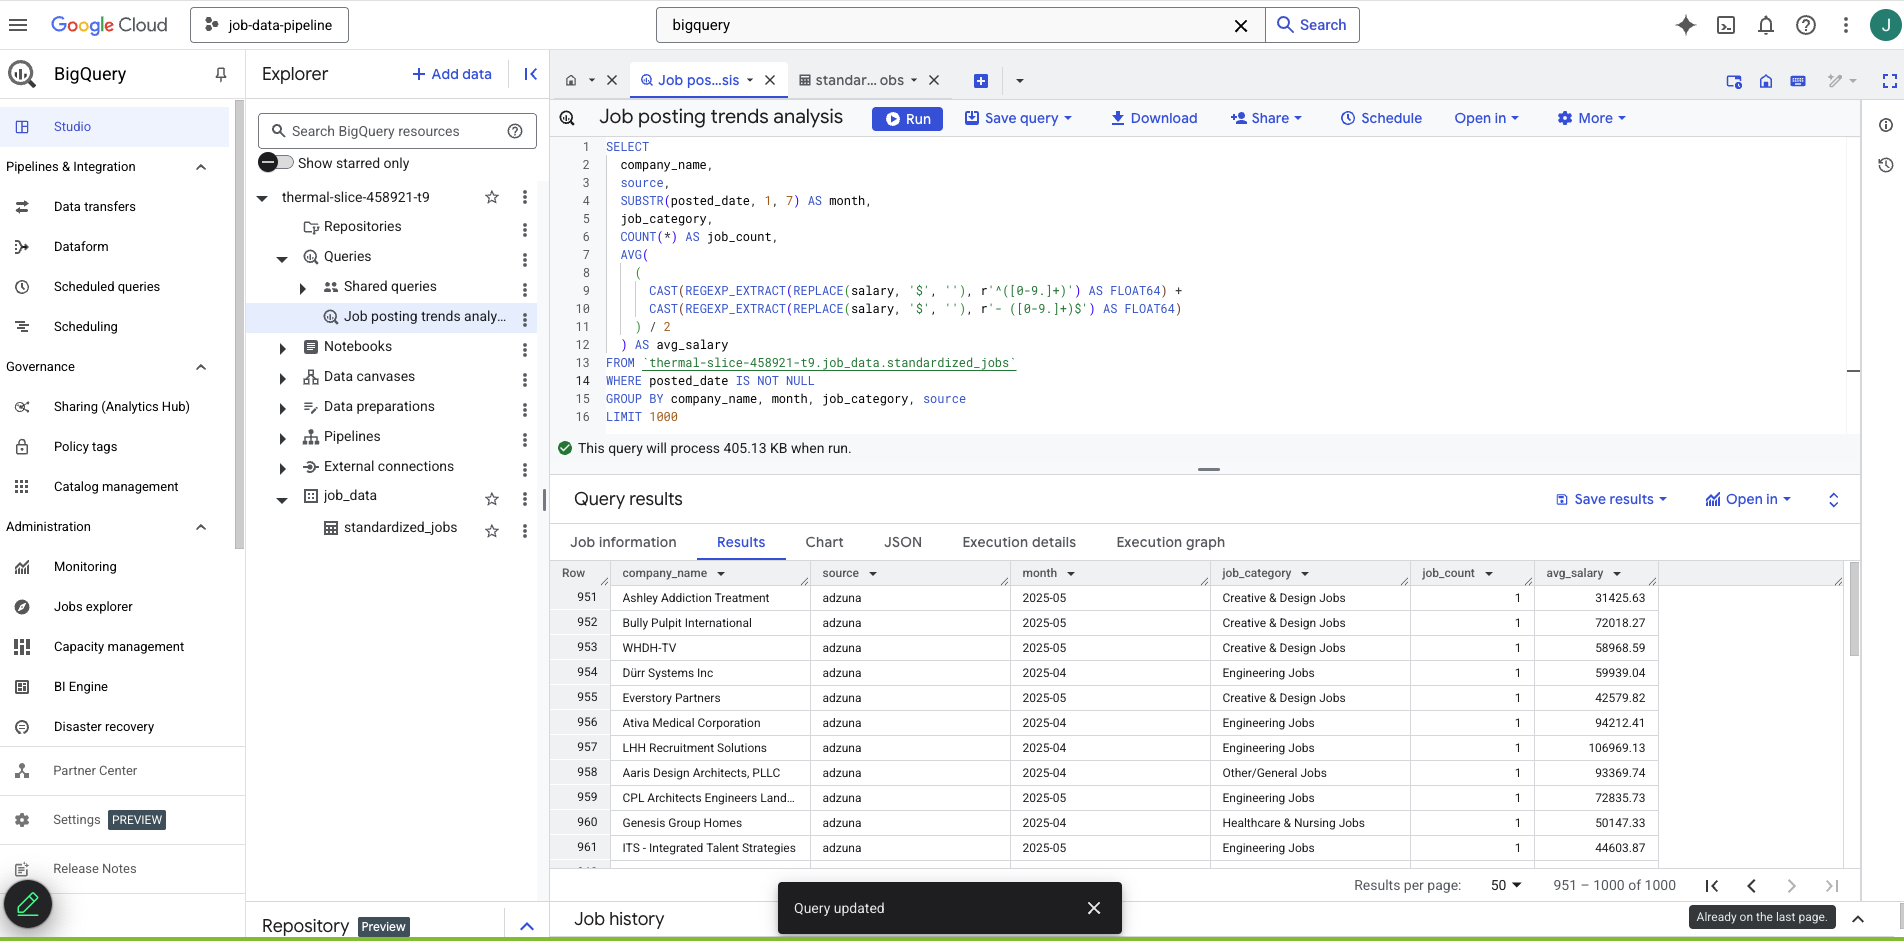 Google Cloud
job-data-pipeline
bigquery
Search
J
BigQuery
Studio
Pipelines & Integration
Data transfers
Dataform
Scheduled queries
Scheduling
Governance
Sharing (Analytics Hub)
Policy tags
Catalog management
Administration
Monitoring
Jobs explorer
Capacity management
BI Engine
Disaster recovery
Partner Center
Settings PREVIEW
Release Notes
Explorer
+ Add data
Search BigQuery resources
Show starred only
thermal-slice-458921-t9
Repositories
Queries
Shared queries
Job posting trends analy...
Notebooks
Data canvases
Data preparations
Pipelines
External connections
job_data
standardized_jobs
Repository Preview
Job pos...sis
standar...obs
Job posting trends analysis
Run
Save query
Download
Share
Schedule
Open in
More
1 SELECT
2 company_name,
3 source,
4 SUBSTR(posted_date, 1, 7) AS month,
5 job_category,
6 COUNT(*) AS job_count,
7 AVG(
8 (
9 CAST(REGEXP_EXTRACT(REPLACE(salary, '$', ''), r'^([0-9.]+)') AS FLOAT64) +
10 CAST(REGEXP_EXTRACT(REPLACE(salary, '$', ''), r'- ([0-9.]+)$') AS FLOAT64)
11 ) / 2
12 ) AS avg_salary
13 FROM `thermal-slice-458921-t9.job_data.standardized_jobs`
14 WHERE posted_date IS NOT NULL
15 GROUP BY company_name, month, job_category, source
16 LIMIT 1000
This query will process 405.13 KB when run.
Query results
Save results
Open in
Job information Results Chart JSON Execution details Execution graph
Row company_name source month job_category job_count avg_salary
951 Ashley Addiction Treatment adzuna 2025-05 Creative & Design Jobs 1 31425.63
952 Bully Pulpit International adzuna 2025-05 Creative & Design Jobs 1 72018.27
953 WHDH-TV adzuna 2025-05 Creative & Design Jobs 1 58968.59
954 Dürr Systems Inc adzuna 2025-04 Engineering Jobs 1 59939.04
955 Everstory Partners adzuna 2025-05 Creative & Design Jobs 1 42579.82
956 Ativa Medical Corporation adzuna 2025-04 Engineering Jobs 1 94212.41
957 LHH Recruitment Solutions adzuna 2025-04 Engineering Jobs 1 106969.13
958 Aaris Design Architects, PLLC adzuna 2025-04 Other/General Jobs 1 93369.74
959 CPL Architects Engineers Land... adzuna 2025-05 Engineering Jobs 1 72835.73
960 Genesis Group Homes adzuna 2025-04 Healthcare & Nursing Jobs 1 50147.33
961 ITS - Integrated Talent Strategies adzuna 2025-05 Engineering Jobs 1 44603.87
Results per page: 50 951 – 1000 of 1000
Query updated
Already on the last page.
Job history